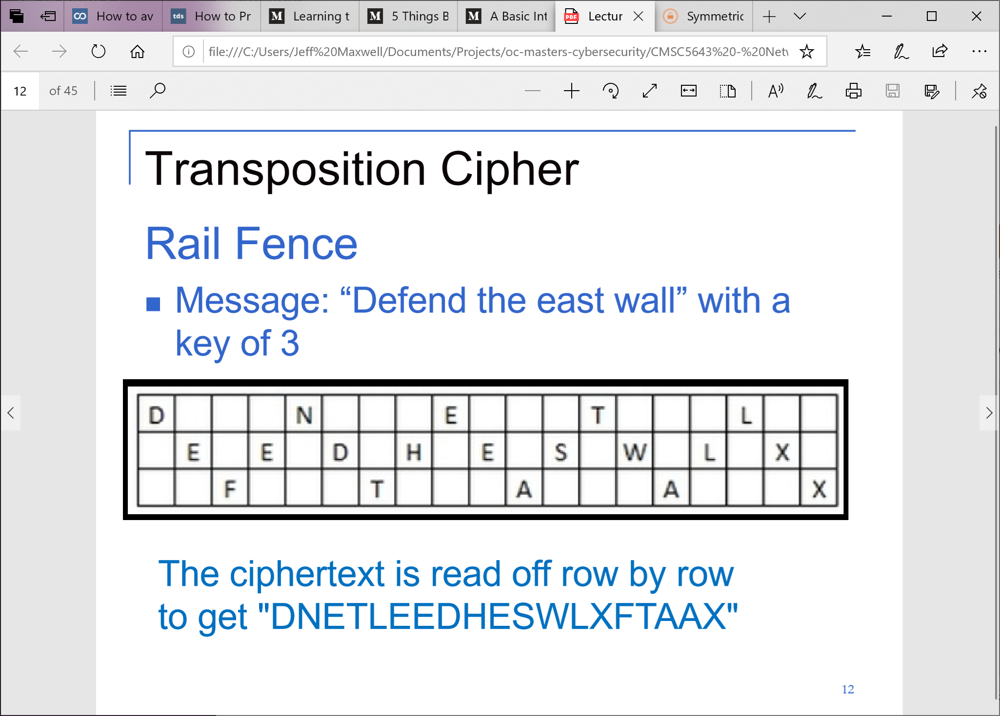 How to av
tds How to Pr
M Learning t
M 5 Things B
M A Basic Int
PDF Lectur
Symmetric
file:///C:/Users/Jeff%20Maxwell/Documents/Projects/oc-masters-cybersecurity/CMSC5643%20-%20Netw
12 of 45
Transposition Cipher
Rail Fence
Message: “Defend the east wall” with a
key of 3
D N E T L
E E D H E S W L X
F T A A X
The ciphertext is read off row by row
to get "DNETLEEDHESWLXFTAAX"
12